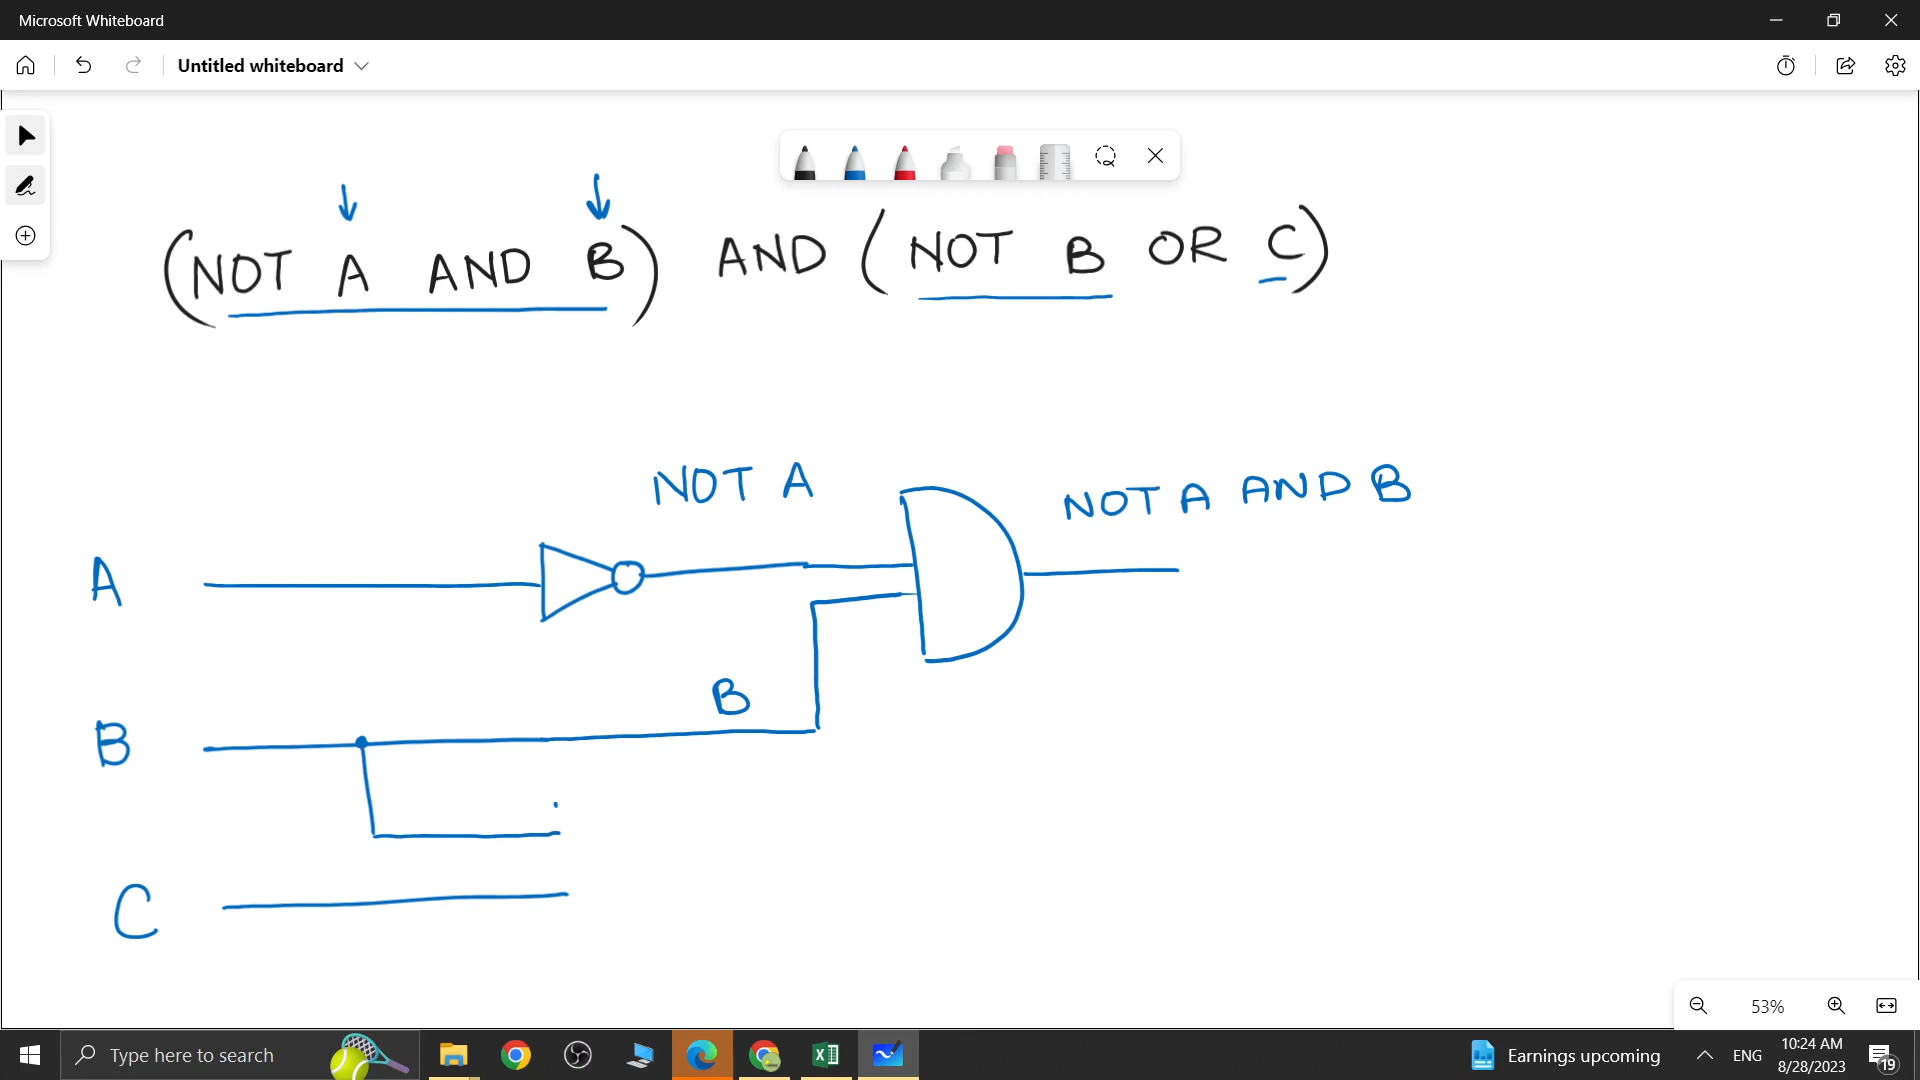 Microsoft Whiteboard
Untitled whiteboard
(NOT A AND B) AND (NOT B OR C)
NOT A
NOT A AND B
A
B
B
C
53%
Type here to search
Earnings upcoming
ENG
10:24 AM
8/28/2023
19